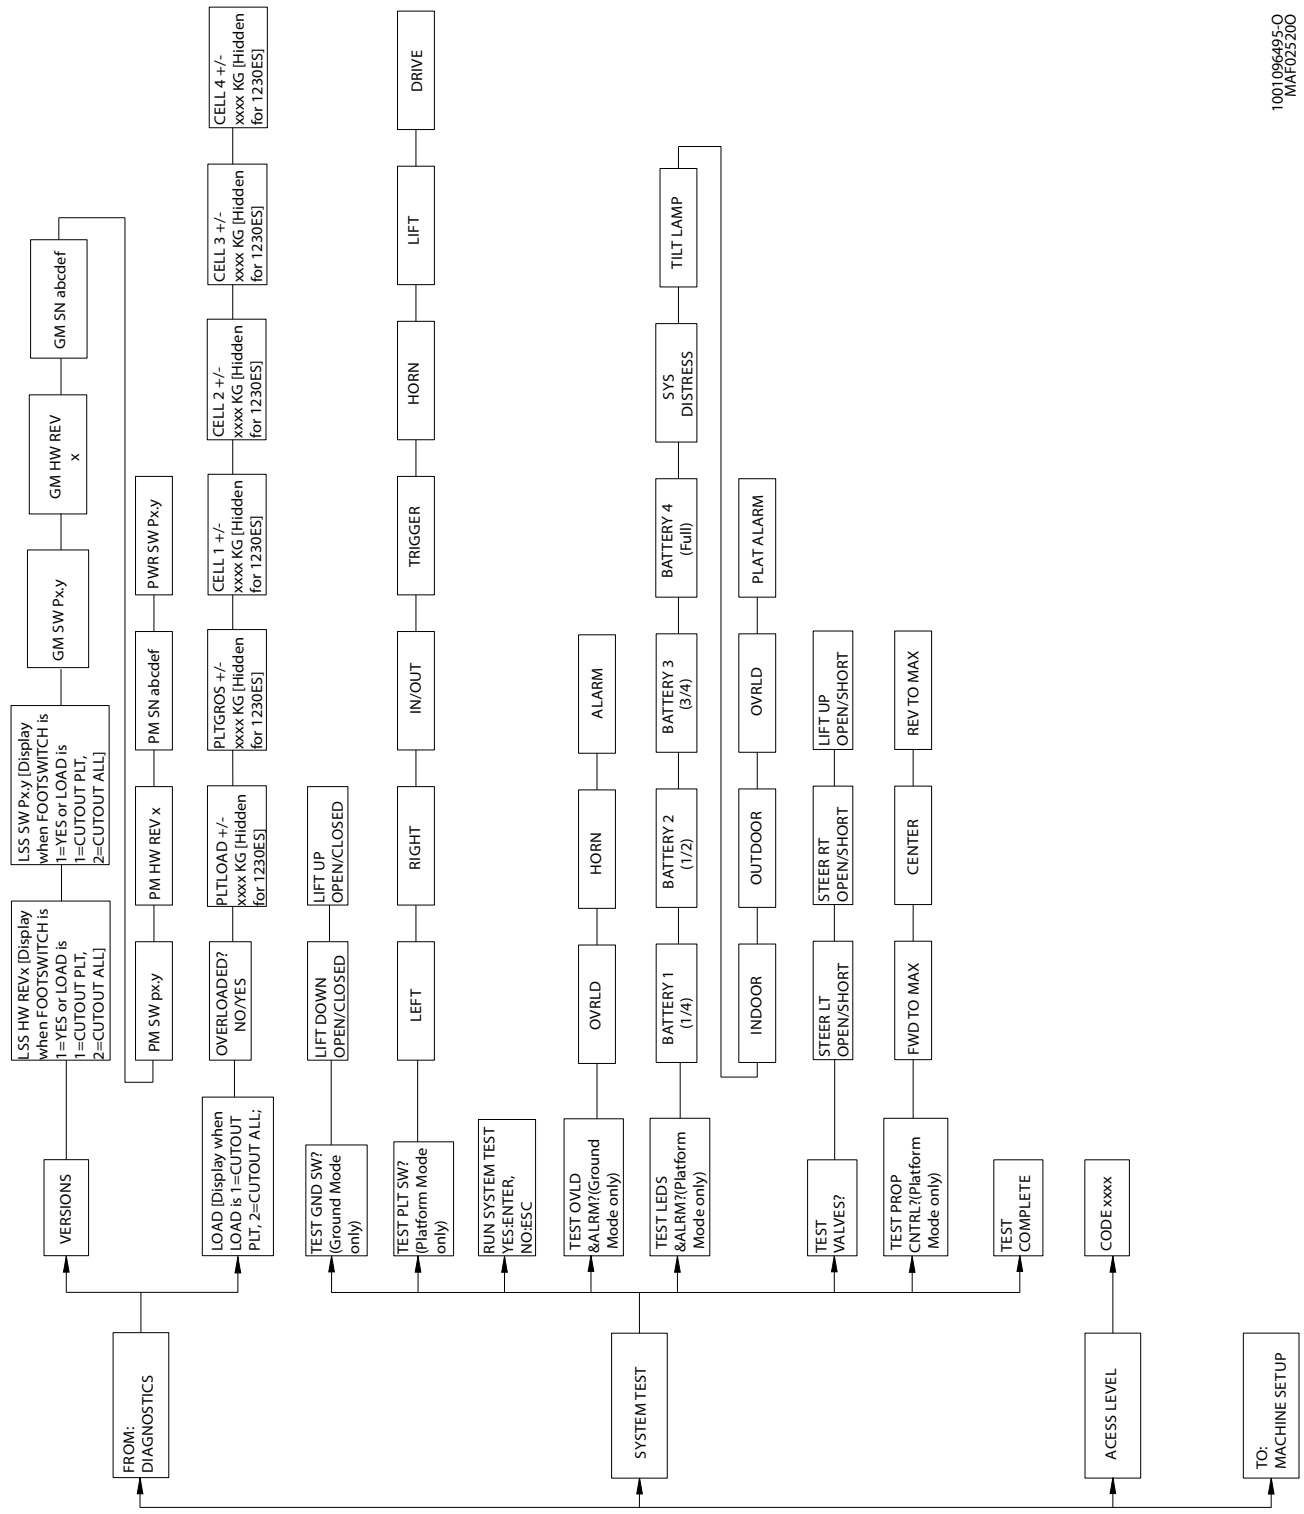 FROM:
DIAGNOSTICS
VERSIONS
LSS HW REVx [Display
when FOOTSWITCH is
1=YES or LOAD is
1=CUTOUT PLT,
2=CUTOUT ALL]
LSS SW Px.y [Display
when FOOTSWITCH is
1=YES or LOAD is
1=CUTOUT PLT,
2=CUTOUT ALL]
GM SW Px.y
GM HW REV
x
GM SN abcdef
PM SW px.y
PM HW REV x
PM SN abcdef
PWR SW Px.y
LOAD [Display when
LOAD is 1=CUTOUT
PLT, 2=CUTOUT ALL;
OVERLOADED?
NO/YES
PLTLOAD +/-
xxxx KG [Hidden
for 1230ES]
PLTGROS +/-
xxxx KG [Hidden
for 1230ES]
CELL 1 +/-
xxxx KG [Hidden
for 1230ES]
CELL 2 +/-
xxxx KG [Hidden
for 1230ES]
CELL 3 +/-
xxxx KG [Hidden
for 1230ES]
CELL 4 +/-
xxxx KG [Hidden
for 1230ES]
SYSTEM TEST
TEST GND SW?
(Ground Mode
only)
LIFT DOWN
OPEN/CLOSED
LIFT UP
OPEN/CLOSED
TEST PLT SW?
(Platform Mode
only)
LEFT
RIGHT
IN/OUT
TRIGGER
HORN
LIFT
DRIVE
RUN SYSTEM TEST
YES:ENTER,
NO:ESC
TEST OVLD
&ALRM?(Ground
Mode only)
OVRLD
HORN
ALARM
TEST LEDS
&ALRM?(Platform
Mode only)
BATTERY 1
(1/4)
BATTERY 2
(1/2)
BATTERY 3
(3/4)
BATTERY 4
(Full)
SYS
DISTRESS
TILT LAMP
INDOOR
OUTDOOR
OVRLD
PLAT ALARM
TEST
VALVES?
STEER LT
OPEN/SHORT
STEER RT
OPEN/SHORT
LIFT UP
OPEN/SHORT
TEST PROP
CNTRL?(Platform
Mode only)
FWD TO MAX
CENTER
REV TO MAX
TEST
COMPLETE
ACESS LEVEL
CODE xxxx
TO:
MACHINE SETUP
1001096495-O
MAF02520O